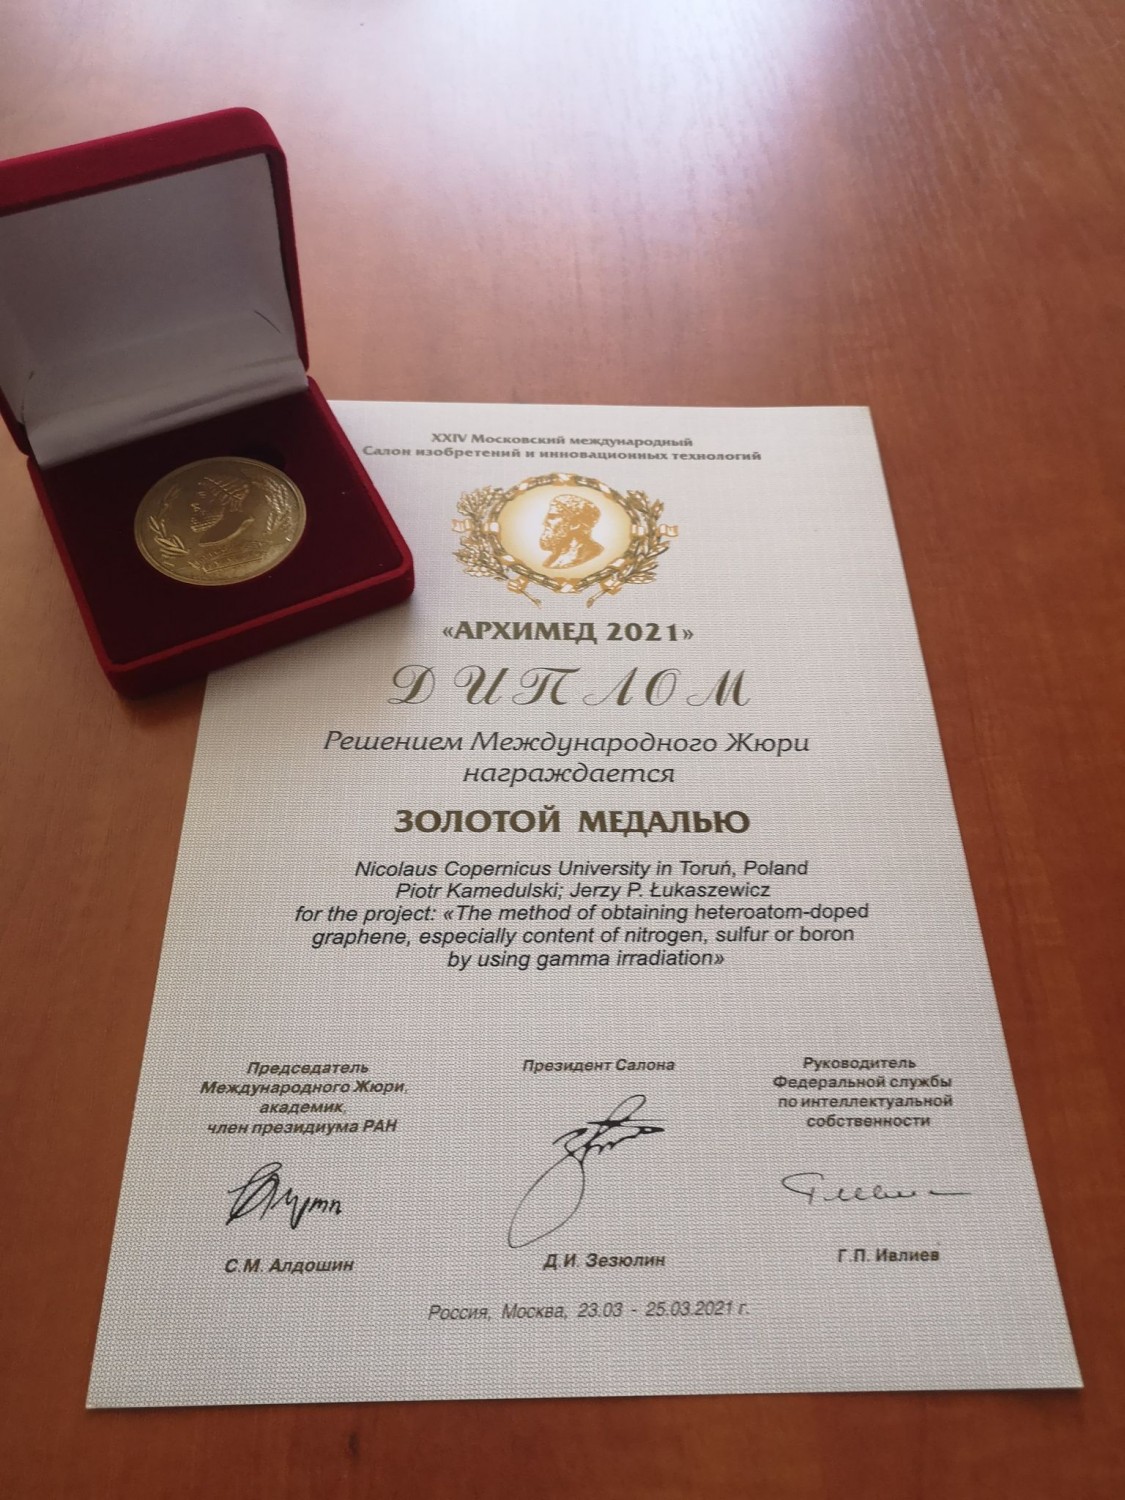 XXIV Московский международный
Салон изобретений и инновационных технологий
«АРХИМЕД 2021»
ДИПЛОМ
Решением Международного Жюри
награждается
ЗОЛОТОЙ МЕДАЛЬЮ
Nicolaus Copernicus University in Toruń, Poland
Piotr Kamedulski; Jerzy P. Łukaszewicz
for the project: «The method of obtaining heteroatom-doped
graphene, especially content of nitrogen, sulfur or boron
by using gamma irradiation»
Председатель
Международного Жюри,
академик,
член президиума РАН
С.М. Алдошин
Президент Салона
Д.И. Зезюлин
Руководитель
Федеральной службы
по интеллектуальной
собственности
Г.П. Ивлиев
Россия, Москва, 23.03 - 25.03.2021 г.